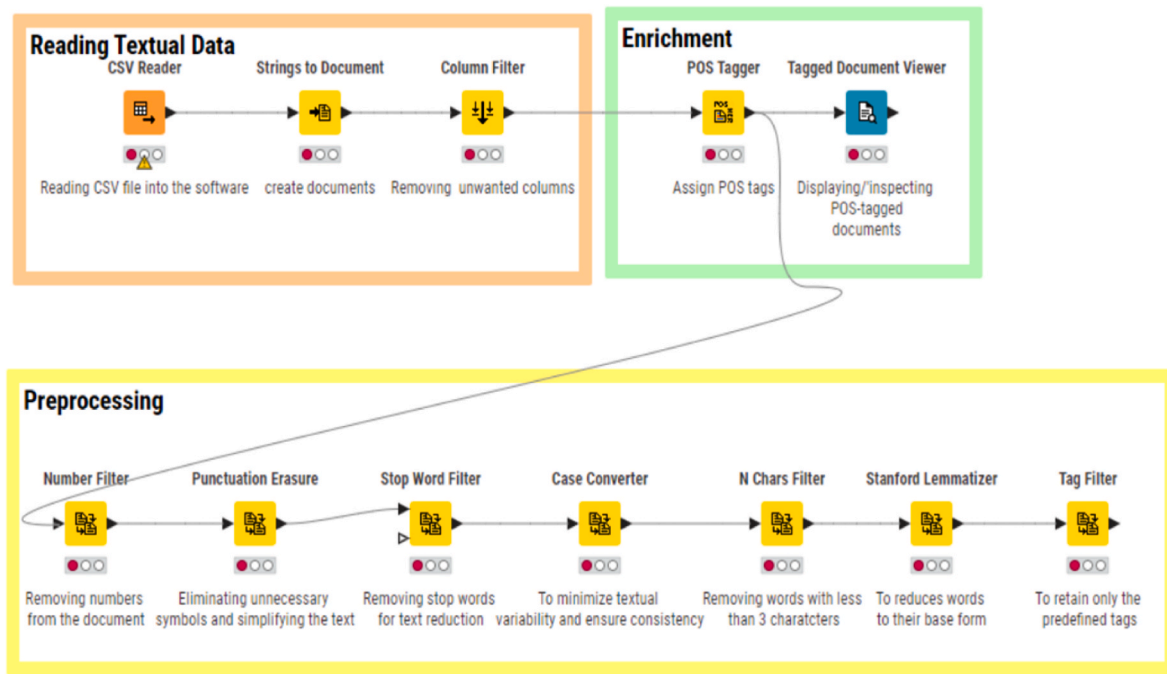 Reading Textual Data
CSV Reader
Strings to Document
Column Filter
Reading CSV file into the software
create documents
Removing unwanted columns
Enrichment
POS Tagger
Tagged Document Viewer
POS
Assign POS tags
Displaying/'inspecting
POS-tagged
documents
Preprocessing
Number Filter
Punctuation Erasure
Stop Word Filter
Case Converter
N Chars Filter
Stanford Lemmatizer
Tag Filter
Removing numbers
from the document
Eliminating unnecessary
symbols and simplifying the text
Removing stop words
for text reduction
To minimize textual
variability and ensure consistency
Removing words with less
than 3 charatcters
To reduces words
to their base form
To retain only the
predefined tags